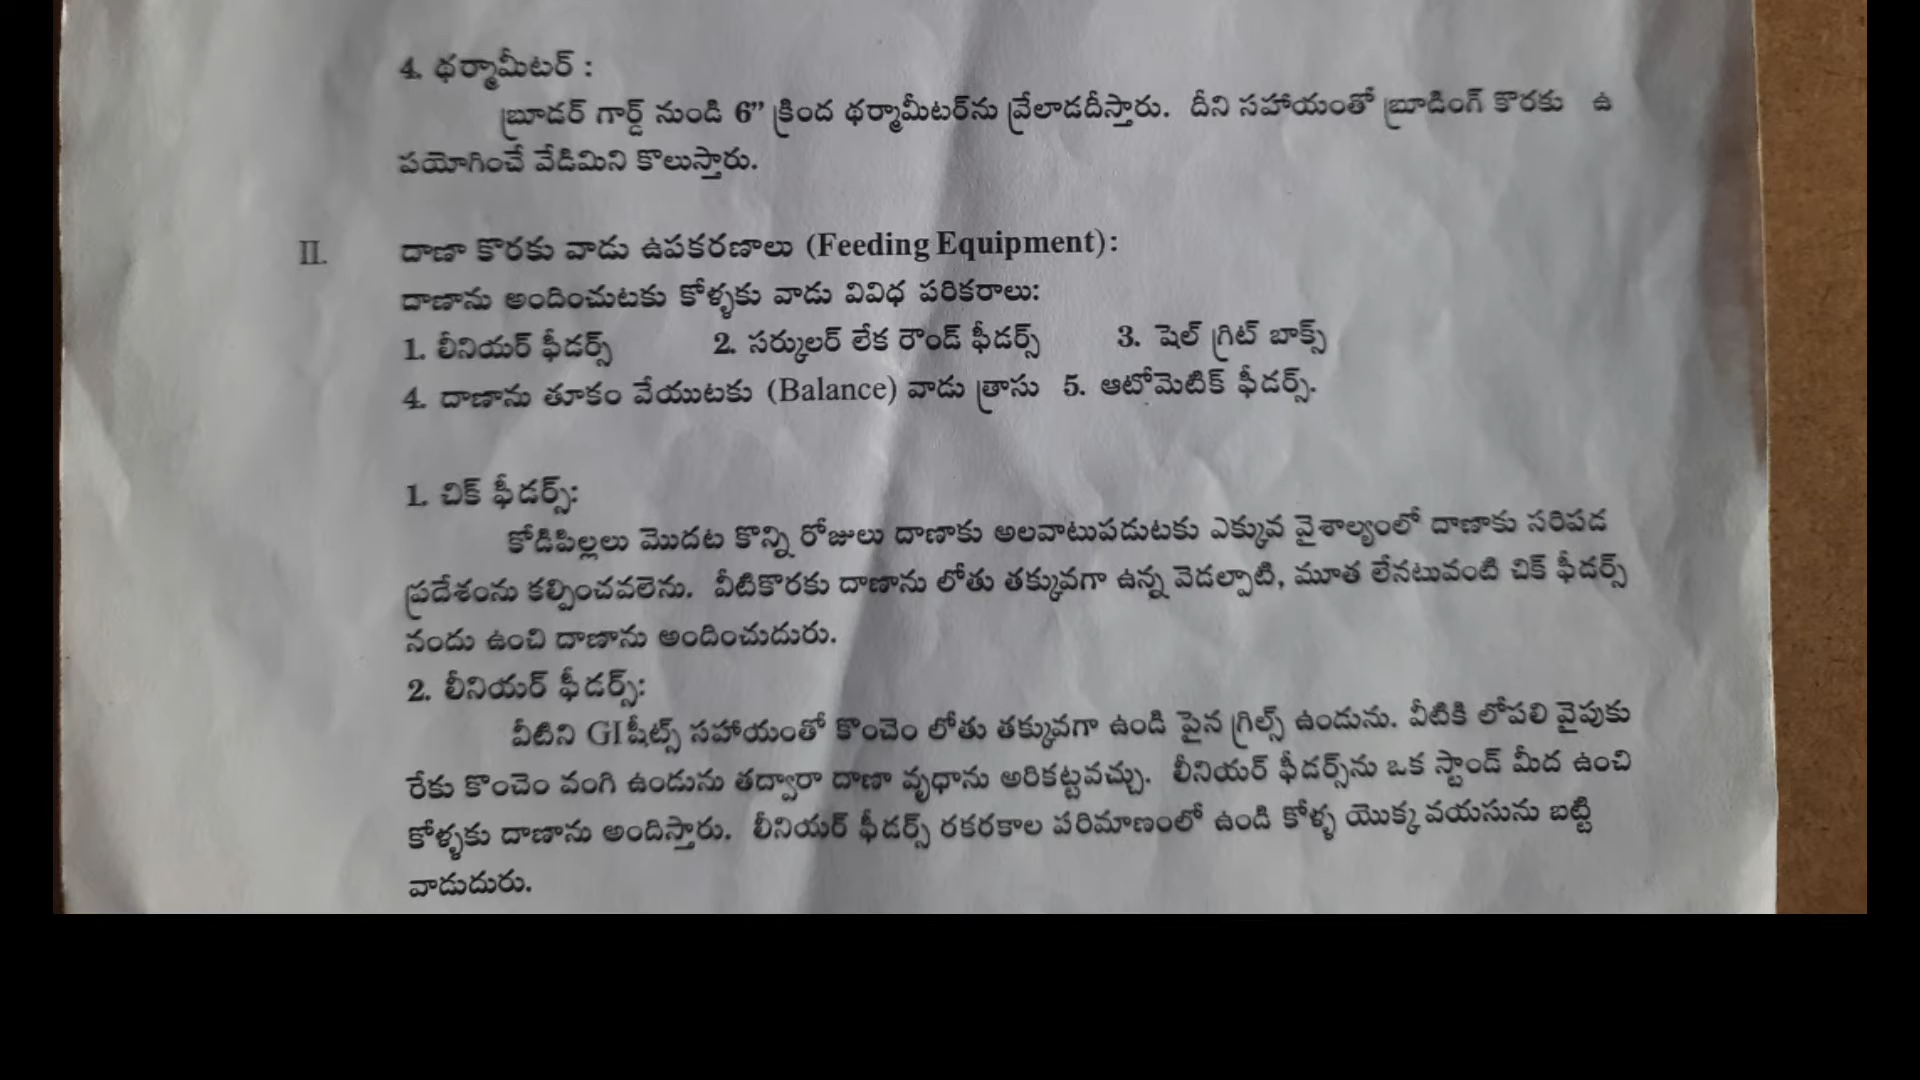 4. థర్మామీటర్ :
బ్రూడర్ గార్డ్ నుండి 6” క్రింద థర్మామీటర్‌ను వ్రేలాడదీస్తారు. దీని సహాయంతో బ్రూడింగ్ కొరకు ఉ
పయోగించే వేడిమిని కొలుస్తారు.
II. దాణా కొరకు వాడు ఉపకరణాలు (Feeding Equipment):
దాణాను అందించుటకు కోళ్ళకు వాడు వివిధ పరికరాలు:
1. లీనియర్ ఫీడర్స్ 2. సర్కులర్ లేక రౌండ్ ఫీడర్స్ 3. షెల్ గ్రిట్ బాక్స్
4. దాణాను తూకం వేయుటకు (Balance) వాడు త్రాసు 5. ఆటోమెటిక్ ఫీడర్స్.
1. చిక్ ఫీడర్స్:
కోడిపిల్లలు మొదట కొన్ని రోజులు దాణాకు అలవాటుపడుటకు ఎక్కువ వైశాల్యంలో దాణాకు సరిపడ
ప్రదేశంను కల్పించవలెను. వీటికొరకు దాణాను లోతు తక్కువగా ఉన్న వెడల్పాటి, మూత లేనటువంటి చిక్ ఫీదర్స్
నందు ఉంచి దాణాను అందించుదురు.
2. లీనియర్ ఫీడర్స్:
వీటిని GI షీట్స్ సహాయంతో కొంచెం లోతు తక్కువగా ఉండి పైన గ్రిల్స్ ఉండును. వీటికి లోపలి వైపుకు
రేకు కొంచెం వంగి ఉండును తద్వారా దాణా వృధాను అరికట్టవచ్చు. లీనియర్ ఫీడర్స్‌ను ఒక స్టాండ్ మీద ఉంచి
కోళ్ళకు దాణాను అందిస్తారు. లీనియర్ ఫీడర్స్ రకరకాల పరిమాణంలో ఉండి కోళ్ళ యొక్క వయసును బట్టి
వాడుదురు.